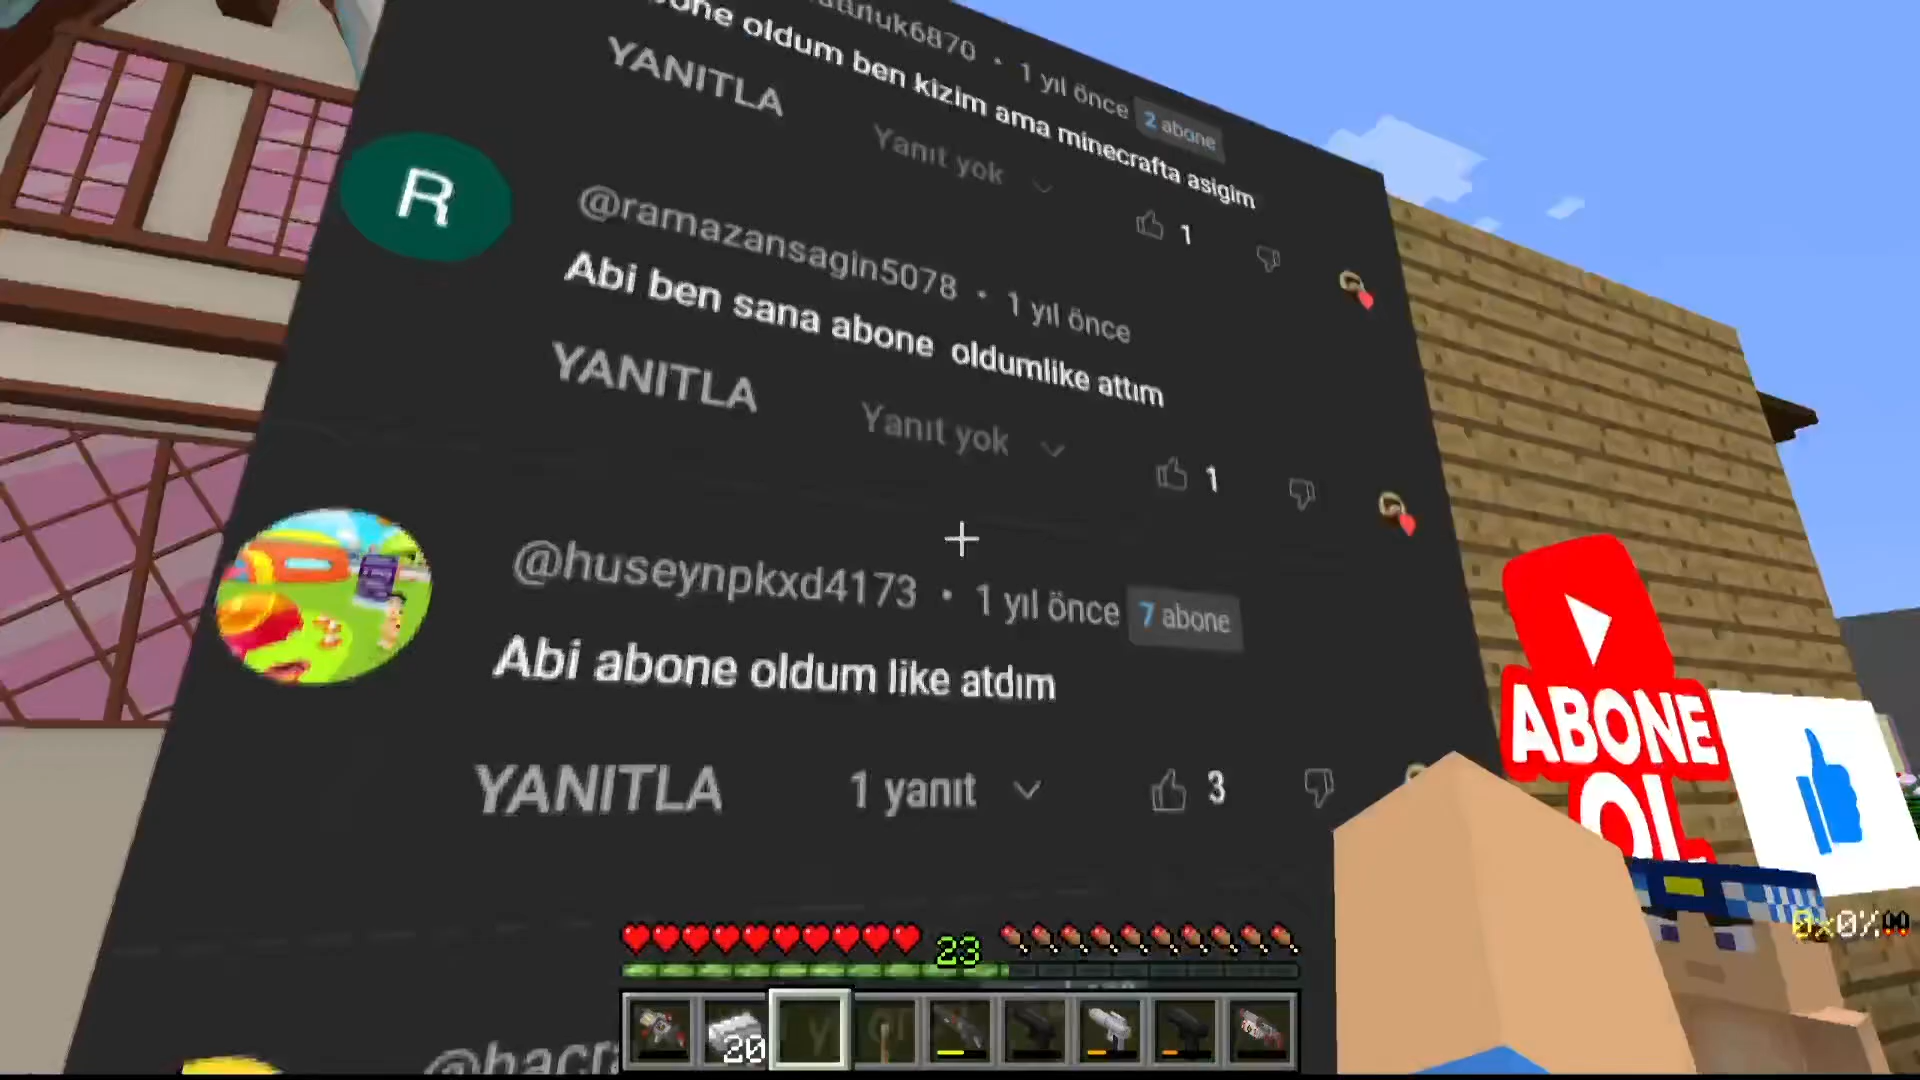 1 yıl önce
2 abone
oldum ben kizim ama minecrafta asigim
YANITLA
Yanıt yok
1
R
@ramazansagin5078 • 1 yıl önce
Abi ben sana abone oldumlike attım
YANITLA
Yanıt yok
1
@huseynpkxd4173 • 1 yıl önce
7 abone
Abi abone oldum like atdım
YANITLA
1 yanıt
3
ABONE
OL
23
20